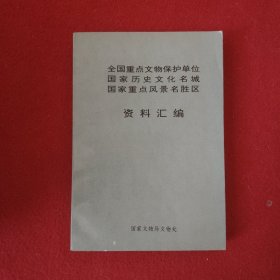 全国重点文物保护单位
国家历史文化名城
国家重点风景名胜区
资料汇编
国家文物局文物处